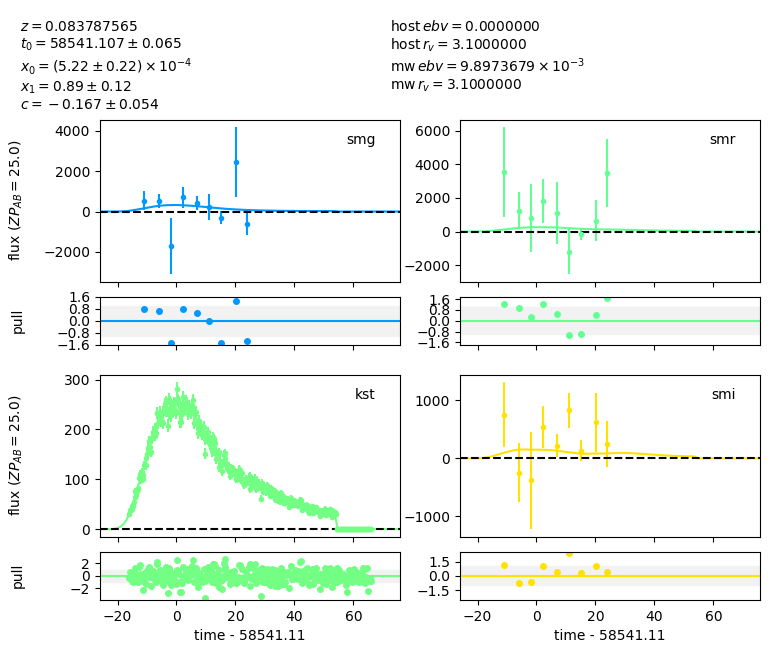 z = 0.083787565
t₀ = 58541.107 ± 0.065
x₀ = (5.22 ± 0.22) × 10⁻⁴
x₁ = 0.89 ± 0.12
c = −0.167 ± 0.054
host ebv = 0.0000000
host r_v = 3.1000000
mw ebv = 9.8973679 × 10⁻³
mw r_v = 3.1000000
flux (ZP_AB = 25.0)
4000
2000
0
−2000
smg
6000
4000
2000
0
−2000
smr
pull
1.6
0.8
0.0
−0.8
−1.6
1.6
0.8
0.0
−0.8
−1.6
flux (ZP_AB = 25.0)
300
200
100
0
kst
1000
0
−1000
smi
pull
2
0
−2
1.5
0.0
−1.5
−20 0 20 40 60
time - 58541.11
−20 0 20 40 60
time - 58541.11